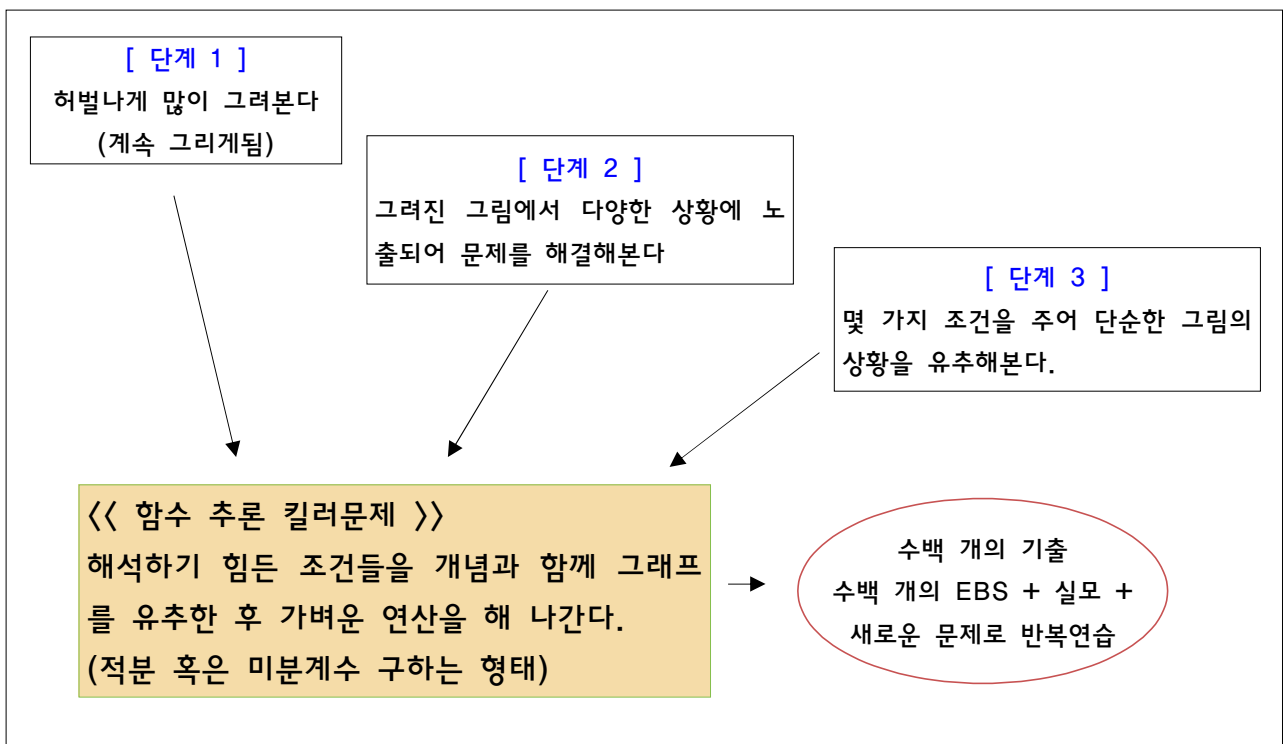 [ 단계 1 ]
허벌나게 많이 그려본다
(계속 그리게됨)
[ 단계 2 ]
그려진 그림에서 다양한 상황에 노
출되어 문제를 해결해본다
[ 단계 3 ]
몇 가지 조건을 주어 단순한 그림의
상황을 유추해본다.
<< 함수 추론 킬러문제 >>
해석하기 힘든 조건들을 개념과 함께 그래프
를 유추한 후 가벼운 연산을 해 나간다.
(적분 혹은 미분계수 구하는 형태)
수백 개의 기출
수백 개의 EBS + 실모 +
새로운 문제로 반복연습